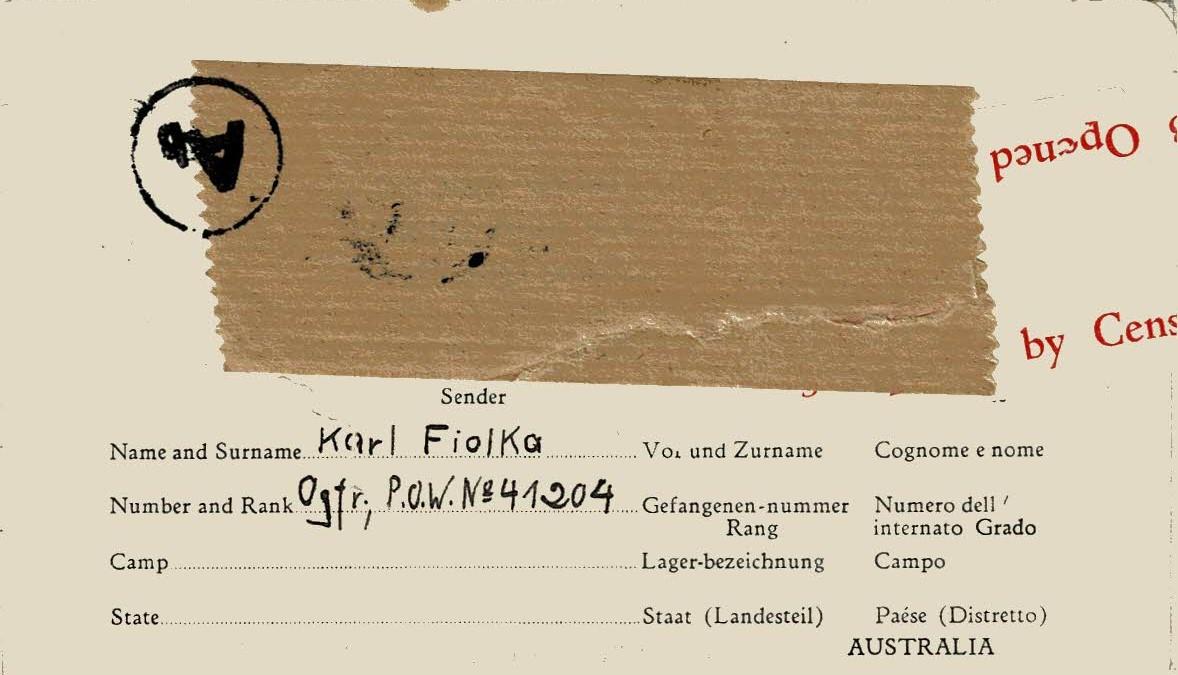 A
Opened
by Cens
Sender
Name and Surname Karl Fiolka Vor und Zurname Cognome e nome
Number and Rank Ogfr., P.O.W. Nº 41204 Gefangenen-nummer Numero dell'
Rang internato Grado
Camp Lager-bezeichnung Campo
State Staat (Landesteil) Paése (Distretto)
AUSTRALIA